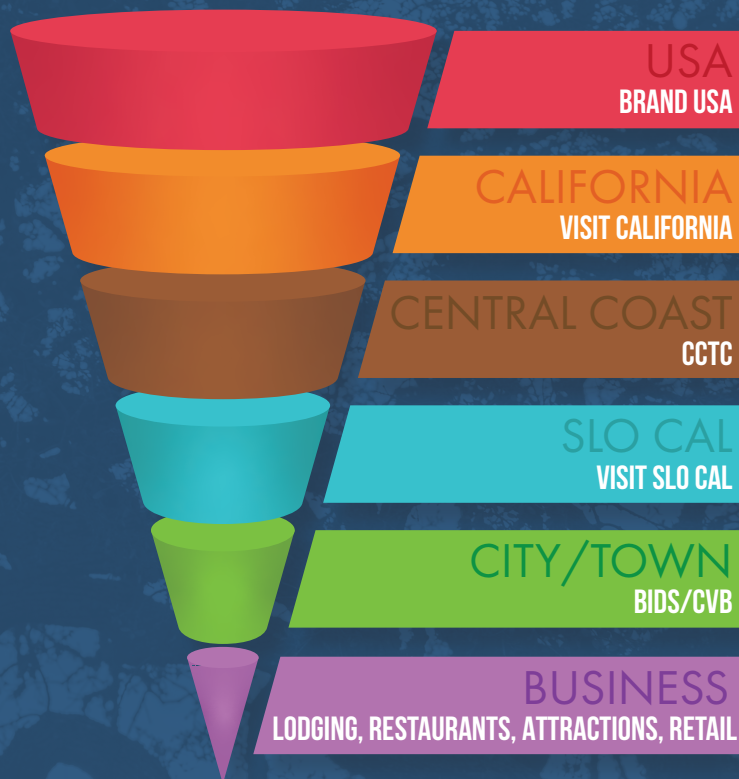 USA
BRAND USA
CALIFORNIA
VISIT CALIFORNIA
CENTRAL COAST
CCTC
SLO CAL
VISIT SLO CAL
CITY/TOWN
BIDS/CVB
BUSINESS
LODGING, RESTAURANTS, ATTRACTIONS, RETAIL